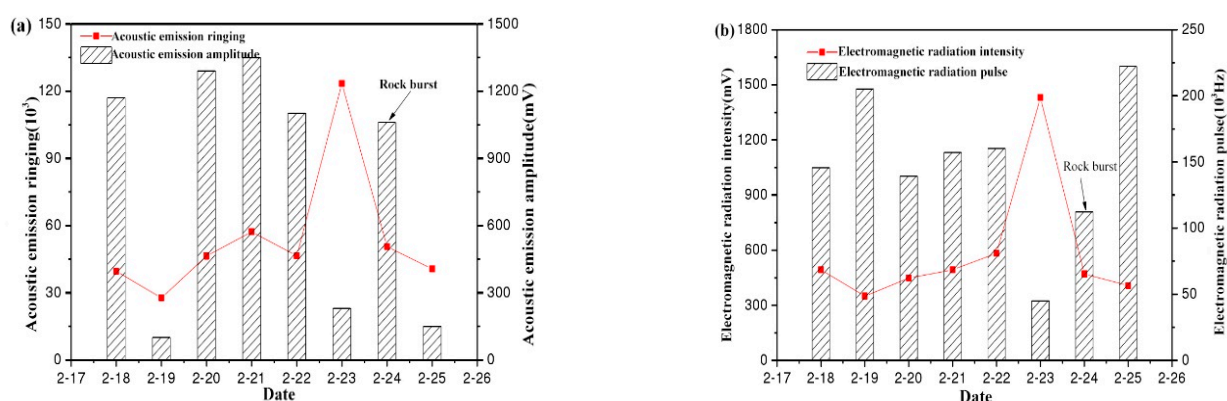 (a)
Acoustic emission ringing
Acoustic emission amplitude
Rock burst
Acoustic emission ringing(10³)
150
120
90
60
30
0
Acoustic emission amplitude(mV)
1500
1200
900
600
300
0
2-17 2-18 2-19 2-20 2-21 2-22 2-23 2-24 2-25 2-26
Date
(b)
Electromagnetic radiation intensity
Electromagnetic radiation pulse
Rock burst
Electromagnetic radiation intensity(mV)
1800
1500
1200
900
600
300
0
Electromagnetic radiation pulse(10³Hz)
250
200
150
100
50
0
2-17 2-18 2-19 2-20 2-21 2-22 2-23 2-24 2-25 2-26
Date